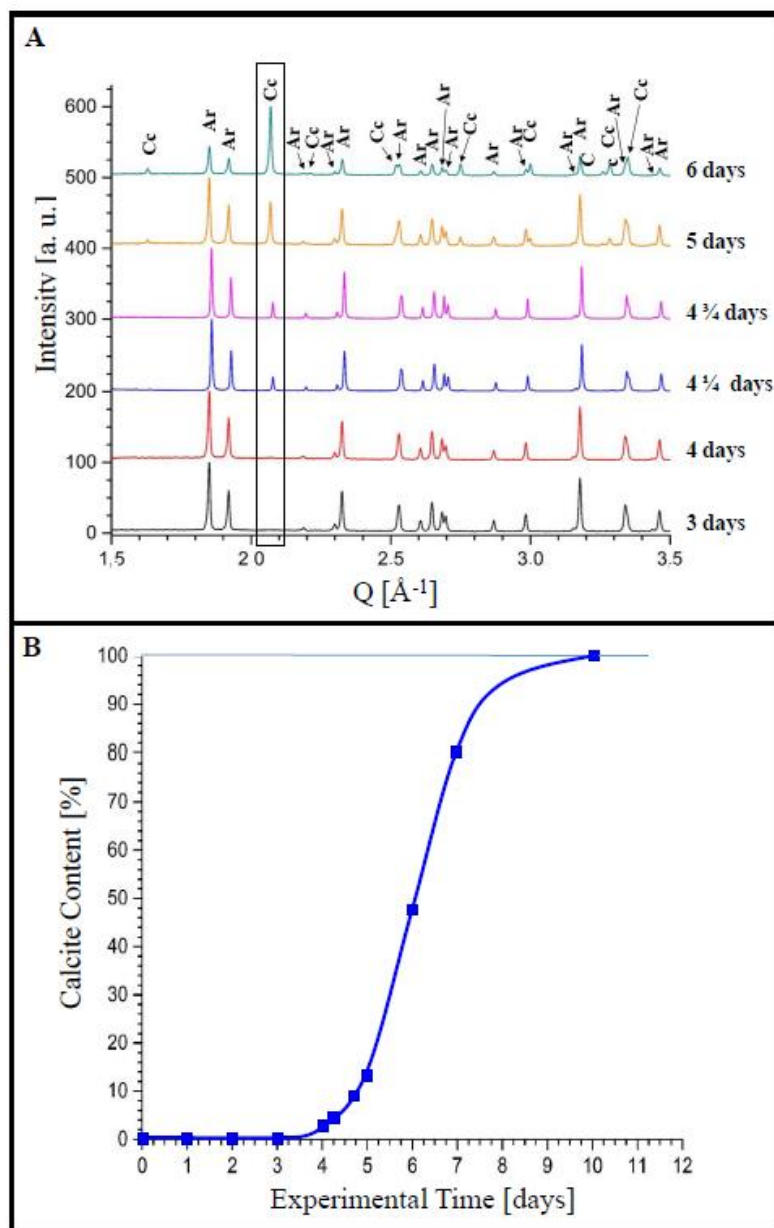 A
Cc
Ar
Ar
Cc
Ar
Cc
Ar
Ar
Cc
Ar
Ar
Ar
Ar
Ar
Cc
Ar
Ar
Cc
Ar
Ar
C
Cc
Ar
Cc
Ar
Ar
600
500
400
300
200
100
0
Intensity [a. u.]
6 days
5 days
4 ¾ days
4 ¼ days
4 days
3 days
1.5
2 0
2.5
3.0
3.5
Q [Å-1]
B
100
90
80
70
60
50
40
30
20
10
0
Calcite Content [%]
0 1 2 3 4 5 6 7 8 9 10 11 12
Experimental Time [days]